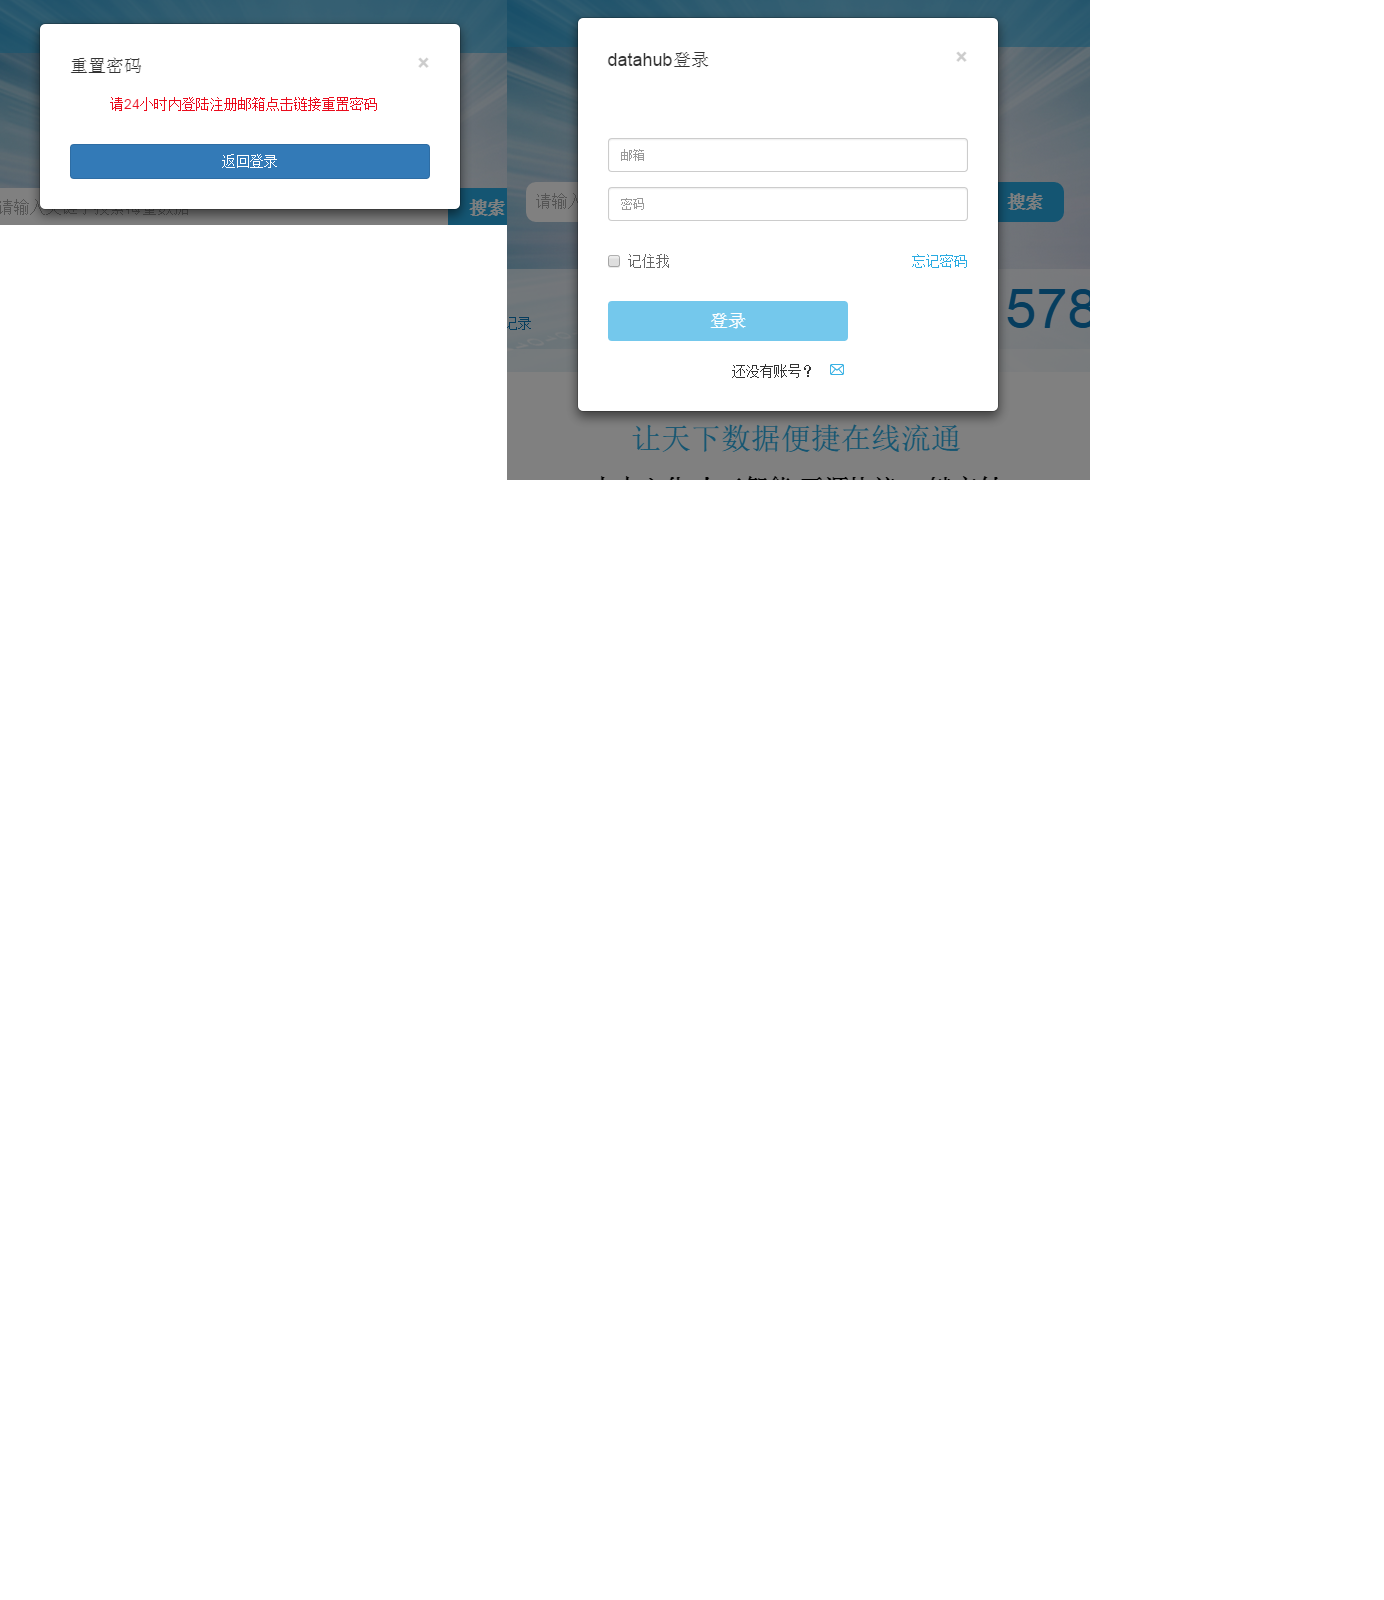 重置密码
×
请24小时内登陆注册邮箱点击链接重置密码
返回登录
请输入
搜索
datahub登录
×
邮箱
密码
记住我
忘记密码
登录
还没有账号？
请输入
搜索
记录
578
让天下数据便捷在线流通